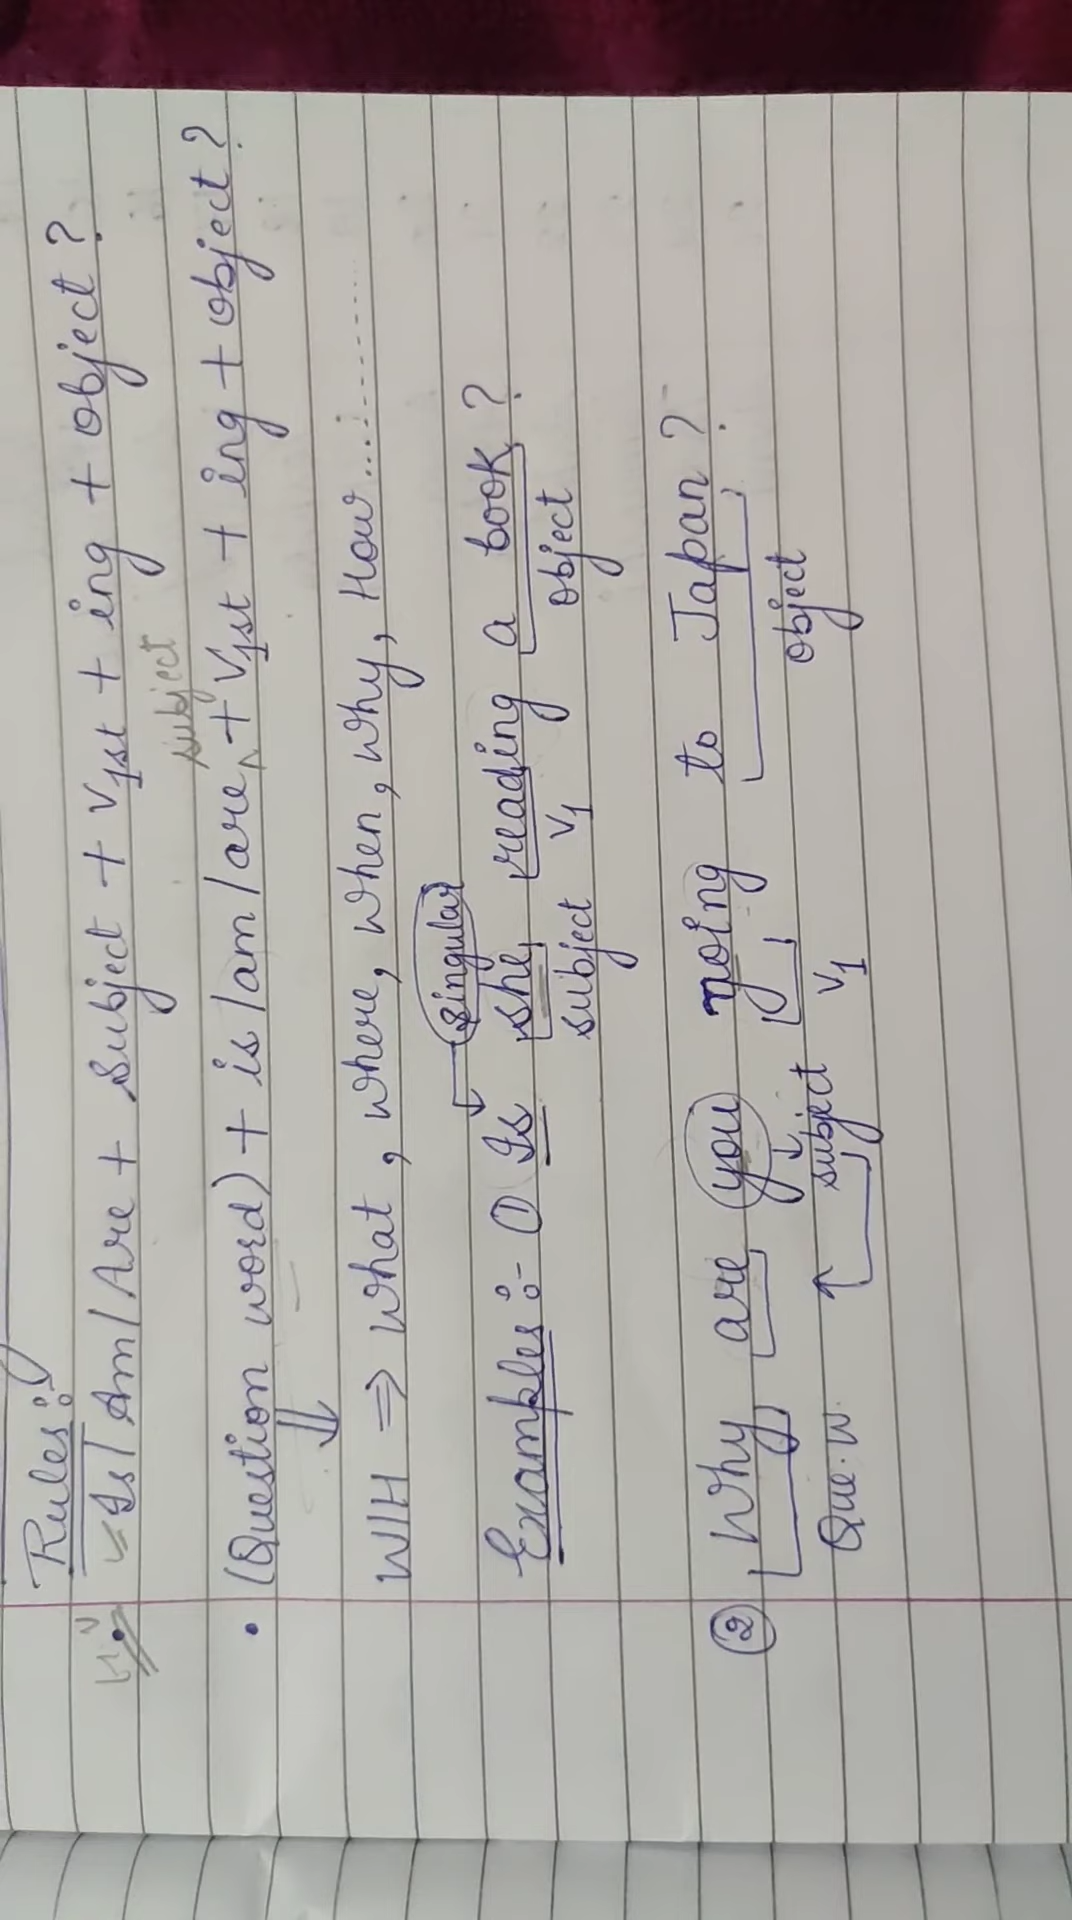 Rules:-
Is/Am/Are + Subject + V1st + ing + object?
subject
• (Question word) + is/am/are + V1st + ing + object?
WH ⇒ what, where, when, why, How.....
singular
Examples:- ① Is she reading a book?
subject V1 object
② Why are you going to Japan?
Que.w. subject V1 object